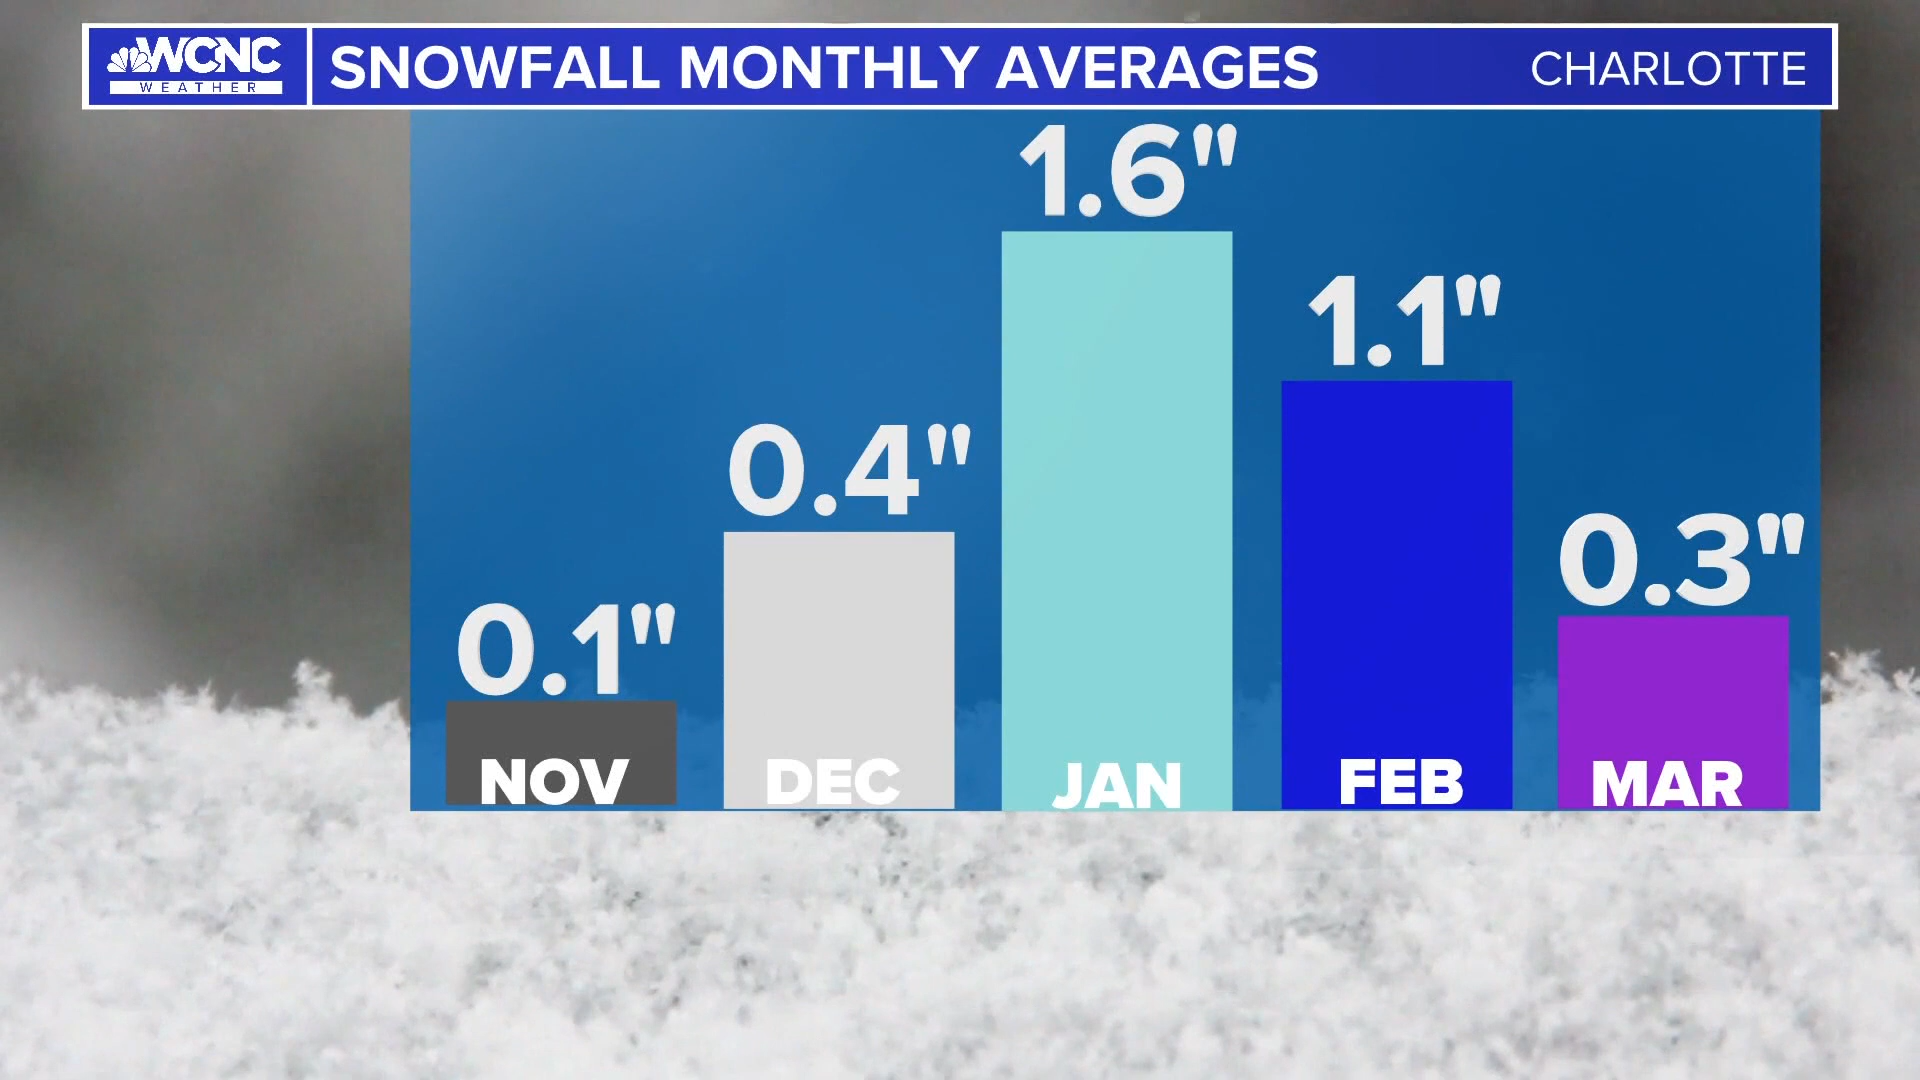 WCNC
WEATHER
SNOWFALL MONTHLY AVERAGES
CHARLOTTE
0.1"
0.4"
1.6"
1.1"
0.3"
NOV
DEC
JAN
FEB
MAR